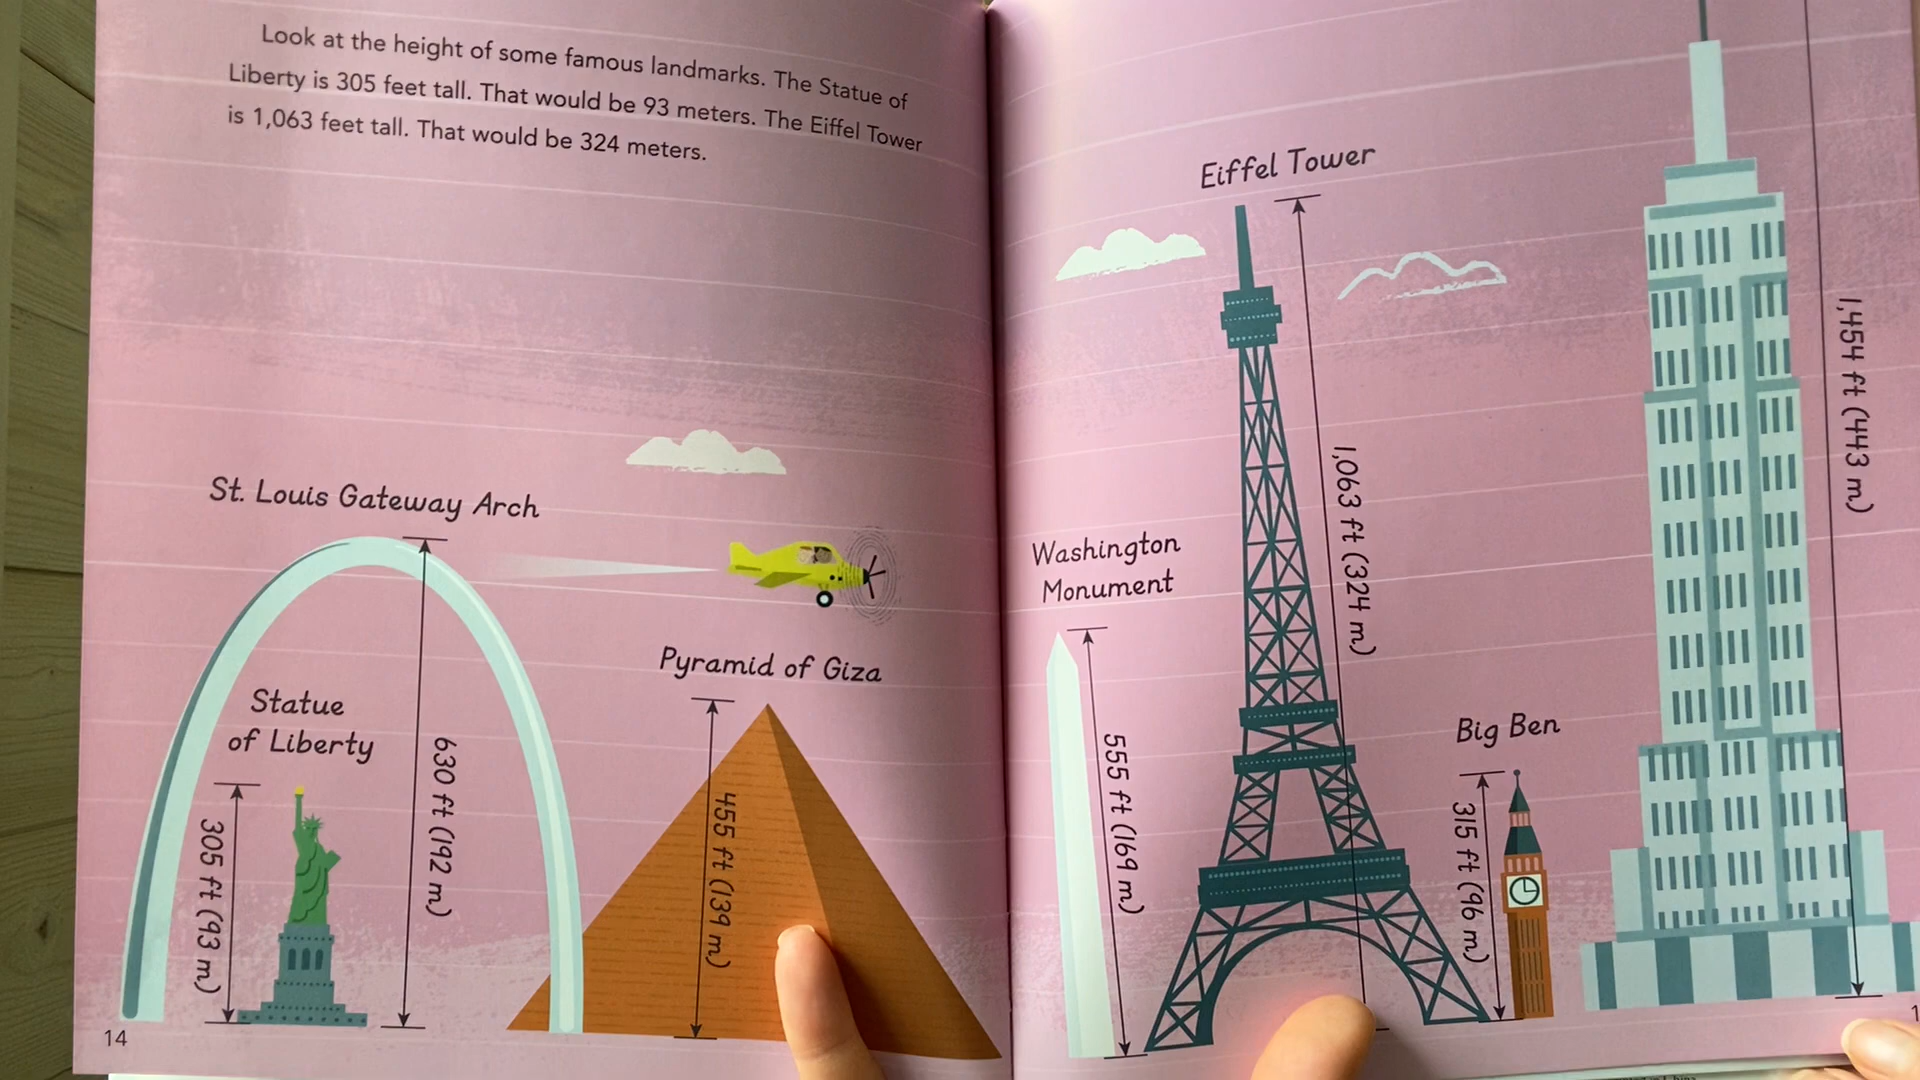 Look at the height of some famous landmarks. The Statue of
Liberty is 305 feet tall. That would be 93 meters. The Eiffel Tower
is 1,063 feet tall. That would be 324 meters.
St. Louis Gateway Arch
Statue
of Liberty
305 ft (93 m)
630 ft (192 m)
Pyramid of Giza
455 ft (139 m)
14
Eiffel Tower
1,063 ft (324 m)
Washington
Monument
555 ft (169 m)
Big Ben
315 ft (96 m)
1,454 ft (443 m)